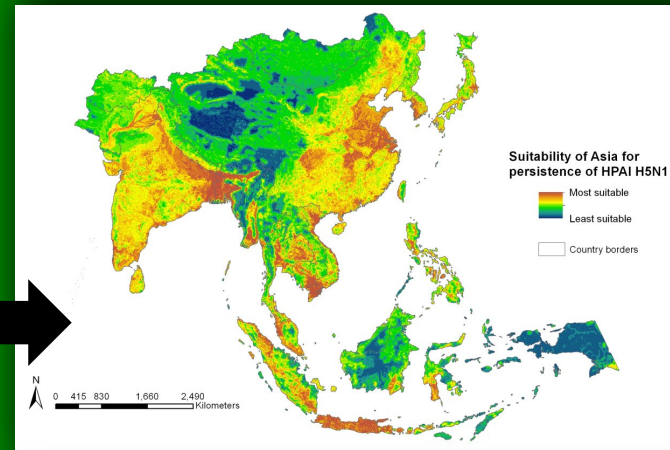 Suitability of Asia for
persistence of HPAI H5N1
Most suitable
Least suitable
Country borders
N
0 415 830 1,660 2,490
Kilometers